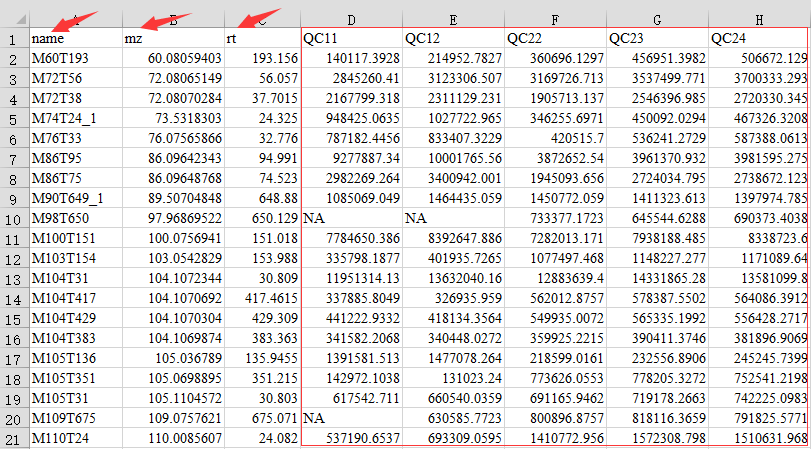 A B C D E F G H
1 name mz rt QC11 QC12 QC22 QC23 QC24
2 M60T193 60.08059403 193.156 140117.3928 214952.7827 360696.1297 456951.3982 506672.129
3 M72T56 72.08065149 56.057 2845260.41 3123306.507 3169726.713 3537499.771 3700333.293
4 M72T38 72.08070284 37.7015 2167799.318 2311129.231 1905713.137 2546396.985 2720330.345
5 M74T24_1 73.5318303 24.325 948425.0635 1027722.965 346255.6971 450092.0294 467326.3208
6 M76T33 76.07565866 32.776 787182.4456 833407.3229 420515.7 536241.2729 587388.0613
7 M86T95 86.09642343 94.991 9277887.34 10001765.56 3872652.54 3961370.932 3981595.275
8 M86T75 86.09648768 74.523 2982269.264 3400942.001 1945093.656 2724034.795 2738672.123
9 M90T649_1 89.50704848 648.88 1085069.049 1464435.059 1450772.059 1411323.613 1397974.785
10 M98T650 97.96869522 650.129 NA NA 733377.1723 645544.6288 690373.4038
11 M100T151 100.0756941 151.018 7784650.386 8392647.886 7282013.171 7938188.485 8338723.6
12 M103T154 103.0542829 153.988 335798.1877 401935.7265 1077497.468 1148227.277 1171089.64
13 M104T31 104.1072344 30.809 11951314.13 13632040.16 12883639.4 14331865.28 13581099.8
14 M104T417 104.1070692 417.4615 337885.8049 326935.959 562012.8757 578387.5502 564086.3912
15 M104T429 104.1070304 429.309 441222.9332 418134.3564 549935.0072 565335.1992 556428.2717
16 M104T383 104.1069874 383.363 341582.2068 340448.0272 359925.2215 390411.3746 381896.9069
17 M105T136 105.036789 135.9455 1391581.513 1477078.264 218599.0161 232556.8906 245245.7399
18 M105T351 105.0698895 351.215 142972.1038 131023.24 773626.0553 778205.3272 752541.2198
19 M105T31 105.1104572 30.803 617542.711 660540.0359 691165.9462 719178.2663 742225.0983
20 M109T675 109.0757621 675.071 NA 630585.7723 800896.8757 818116.3659 791825.5771
21 M110T24 110.0085607 24.082 537190.6537 693309.0595 1410772.956 1572308.798 1510631.968